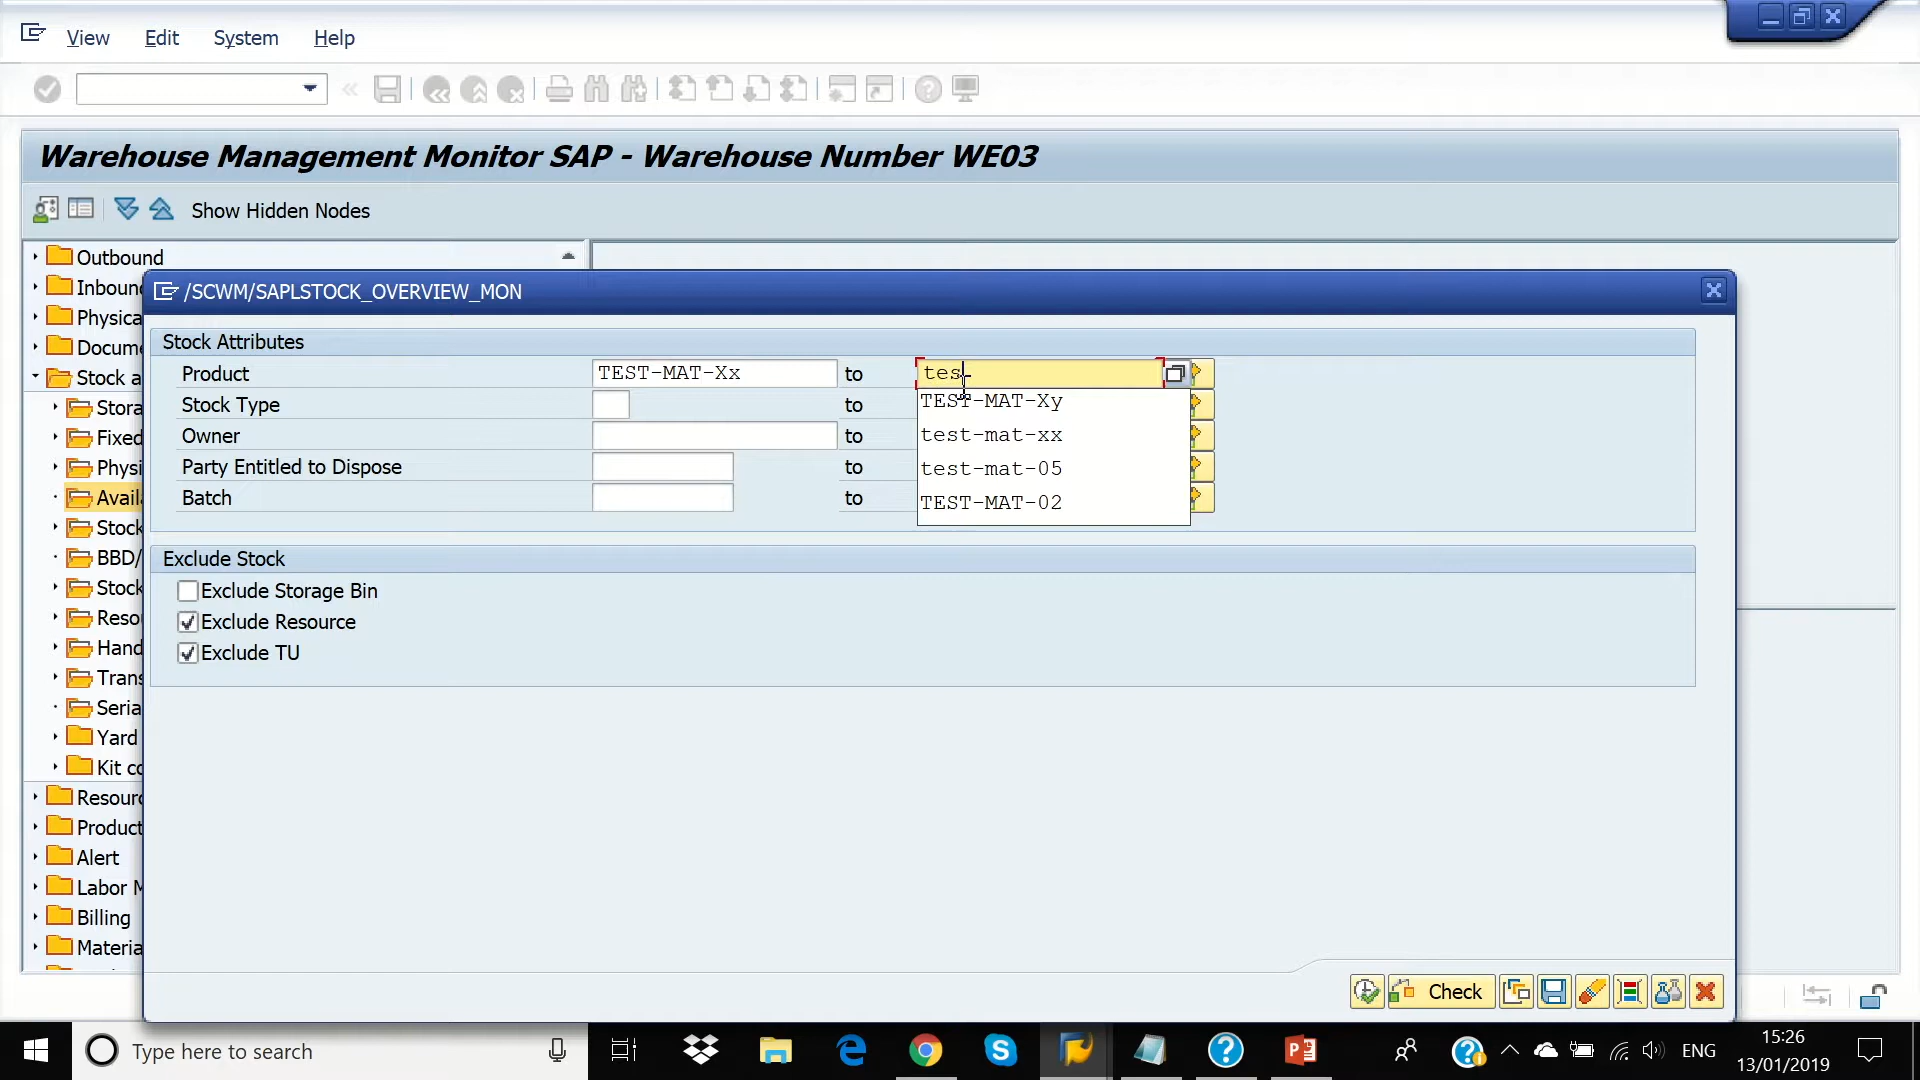 View Edit System Help
Warehouse Management Monitor SAP - Warehouse Number WE03
Show Hidden Nodes
Outbound
Inboun
Physica
Docume
Stock a
Stora
Fixed
Physi
Avail
Stock
BBD/
Stock
Reso
Hand
Trans
Seria
Yard
Kit co
Resourc
Product
Alert
Labor M
Billing
Materia
/SCWM/SAPLSTOCK_OVERVIEW_MON
Stock Attributes
Product TEST-MAT-Xx to tes
Stock Type to
Owner to
Party Entitled to Dispose to
Batch to
TEST-MAT-Xy
test-mat-xx
test-mat-05
TEST-MAT-02
Exclude Stock
Exclude Storage Bin
Exclude Resource
Exclude TU
Check
Type here to search
ENG
15:26
13/01/2019